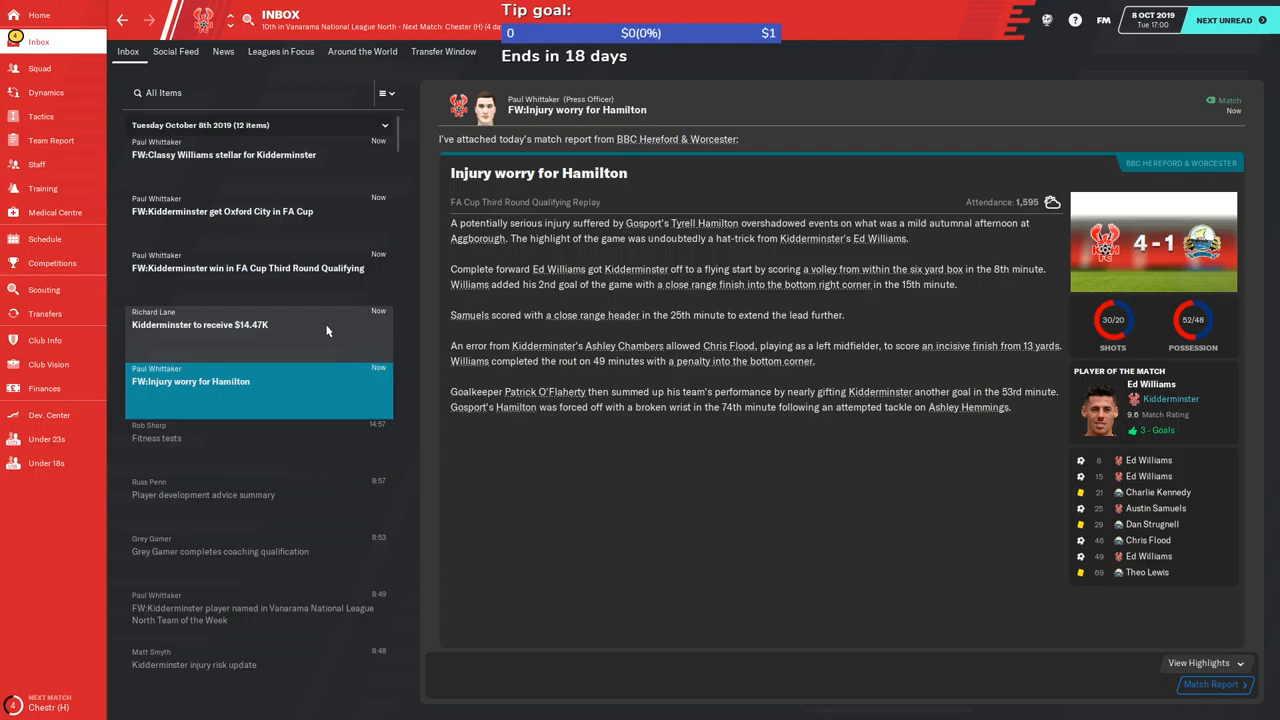 Home
Inbox
4
Squad
Dynamics
Tactics
Team Report
Staff
Training
Medical Centre
Schedule
Competitions
Scouting
Transfers
Club Info
Club Vision
Finances
Dev. Center
Under 23s
Under 18s
4
NEXT MATCH
Chestr (H)
INBOX
10th in Vanarama National League North - Next Match: Chester (H) (4 da
Tip goal:
0 $0(0%) $1
Ends in 18 days
FM
8 OCT 2019
Tue 17:00
NEXT UNREAD
Inbox Social Feed News Leagues in Focus Around the World Transfer Window
All Items
Tuesday October 8th 2019 (12 items)
Paul Whittaker Now
FW:Classy Williams stellar for Kidderminster
Paul Whittaker Now
FW:Kidderminster get Oxford City in FA Cup
Paul Whittaker Now
FW:Kidderminster win in FA Cup Third Round Qualifying
Richard Lane Now
Kidderminster to receive $14.47K
Paul Whittaker Now
FW:Injury worry for Hamilton
Rob Sharp 14:57
Fitness tests
Russ Penn 8:57
Player development advice summary
Grey Gamer 8:53
Grey Gamer completes coaching qualification
Paul Whittaker 8:49
FW:Kidderminster player named in Vanarama National League
North Team of the Week
Matt Smyth 8:48
Kidderminster injury risk update
Paul Whittaker (Press Officer)
FW:Injury worry for Hamilton
Match
Now
I've attached today's match report from BBC Hereford & Worcester:
BBC HEREFORD & WORCESTER
Injury worry for Hamilton
FA Cup Third Round Qualifying Replay Attendance: 1,595
A potentially serious injury suffered by Gosport's Tyrell Hamilton overshadowed events on what was a mild autumnal afternoon at
Aggborough. The highlight of the game was undoubtedly a hat-trick from Kidderminster's Ed Williams.
Complete forward Ed Williams got Kidderminster off to a flying start by scoring a volley from within the six yard box in the 8th minute.
Williams added his 2nd goal of the game with a close range finish into the bottom right corner in the 15th minute.
Samuels scored with a close range header in the 25th minute to extend the lead further.
An error from Kidderminster's Ashley Chambers allowed Chris Flood, playing as a left midfielder, to score an incisive finish from 13 yards.
Williams completed the rout on 49 minutes with a penalty into the bottom corner.
Goalkeeper Patrick O'Flaherty then summed up his team's performance by nearly gifting Kidderminster another goal in the 53rd minute.
Gosport's Hamilton was forced off with a broken wrist in the 74th minute following an attempted tackle on Ashley Hemmings.
4 - 1
30/20
SHOTS
52/48
POSSESSION
PLAYER OF THE MATCH
Ed Williams
Kidderminster
9.6 Match Rating
3 - Goals
8 Ed Williams
15 Ed Williams
21 Charlie Kennedy
25 Austin Samuels
29 Dan Strugnell
46 Chris Flood
49 Ed Williams
69 Theo Lewis
View Highlights
Match Report